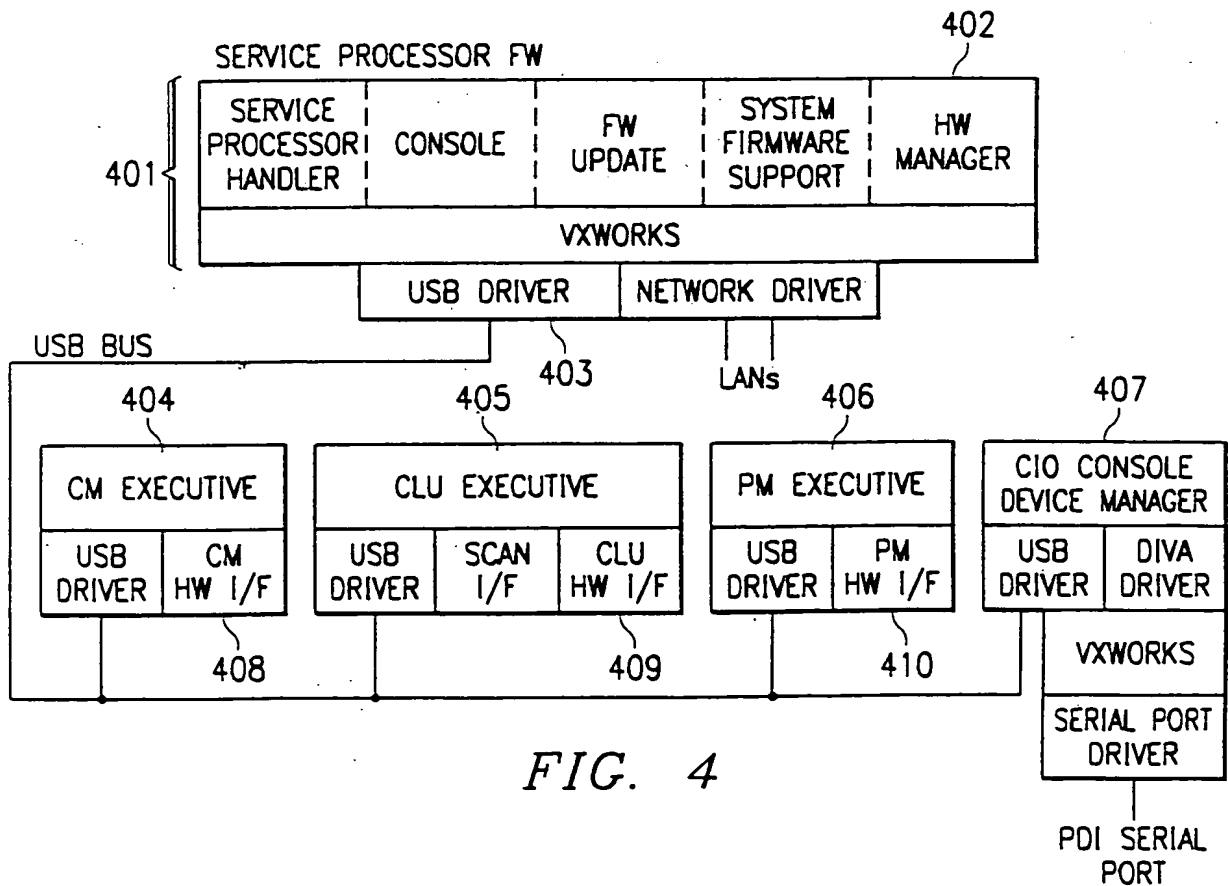 402
SERVICE PROCESSOR FW
SERVICE
PROCESSOR
HANDLER
CONSOLE
FW
UPDATE
SYSTEM
FIRMWARE
SUPPORT
HW
MANAGER
401
VXWORKS
USB DRIVER
NETWORK DRIVER
USB BUS
403
LANs
404
405
406
407
CM EXECUTIVE
CLU EXECUTIVE
PM EXECUTIVE
CIO CONSOLE
DEVICE MANAGER
USB
DRIVER
CM
HW I/F
USB
DRIVER
SCAN
I/F
CLU
HW I/F
USB
DRIVER
PM
HW I/F
USB
DRIVER
DIVA
DRIVER
408
409
410
VXWORKS
SERIAL PORT
DRIVER
FIG. 4
PDI SERIAL
PORT